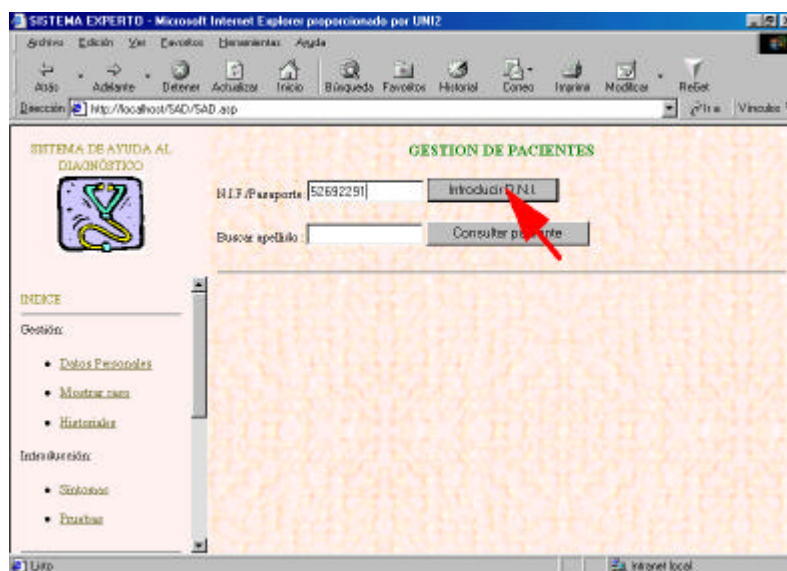 SISTEMA EXPERTO - Microsoft Internet Explorer proporcionado por UNI2
Archivo Edición Ver Favoritos Herramientas Ayuda
Atrás Adelante Detener Actualizar Inicio Búsqueda Favoritos Historial Correo Imprimir Modificar ReGet
Dirección http://localhost/SAD/SAD.asp Ir a Vínculos
SISTEMA DE AYUDA AL
DIAGNÓSTICO
GESTION DE PACIENTES
N.I.F./Pasaporte: 52692291 Introducir D.N.I.
Buscar apellido : Consultar paciente
INDICE
Gestión:
Datos Personales
Mostrar caso
Historiales
Introducción:
Síntomas
Pruebas
Listo Intranet local